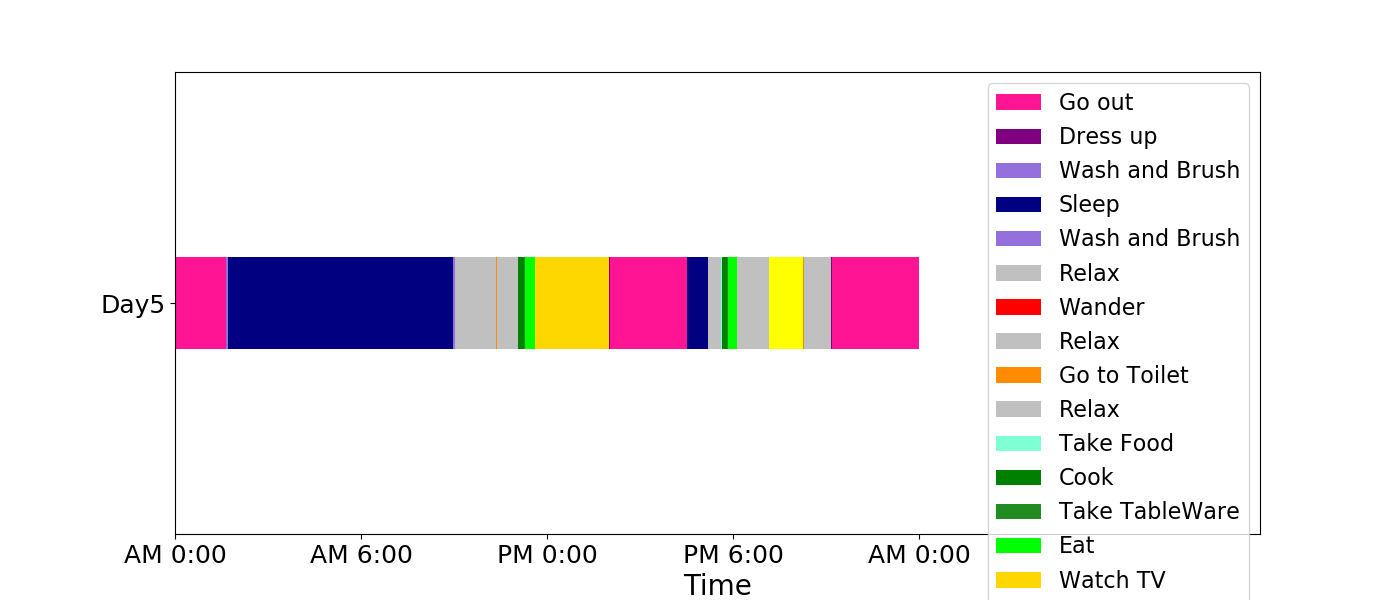 Go out
Dress up
Wash and Brush
Sleep
Wash and Brush
Relax
Wander
Relax
Go to Toilet
Relax
Take Food
Cook
Take TableWare
Eat
Watch TV
Day5
AM 0:00 AM 6:00 PM 0:00 PM 6:00 AM 0:00
Time